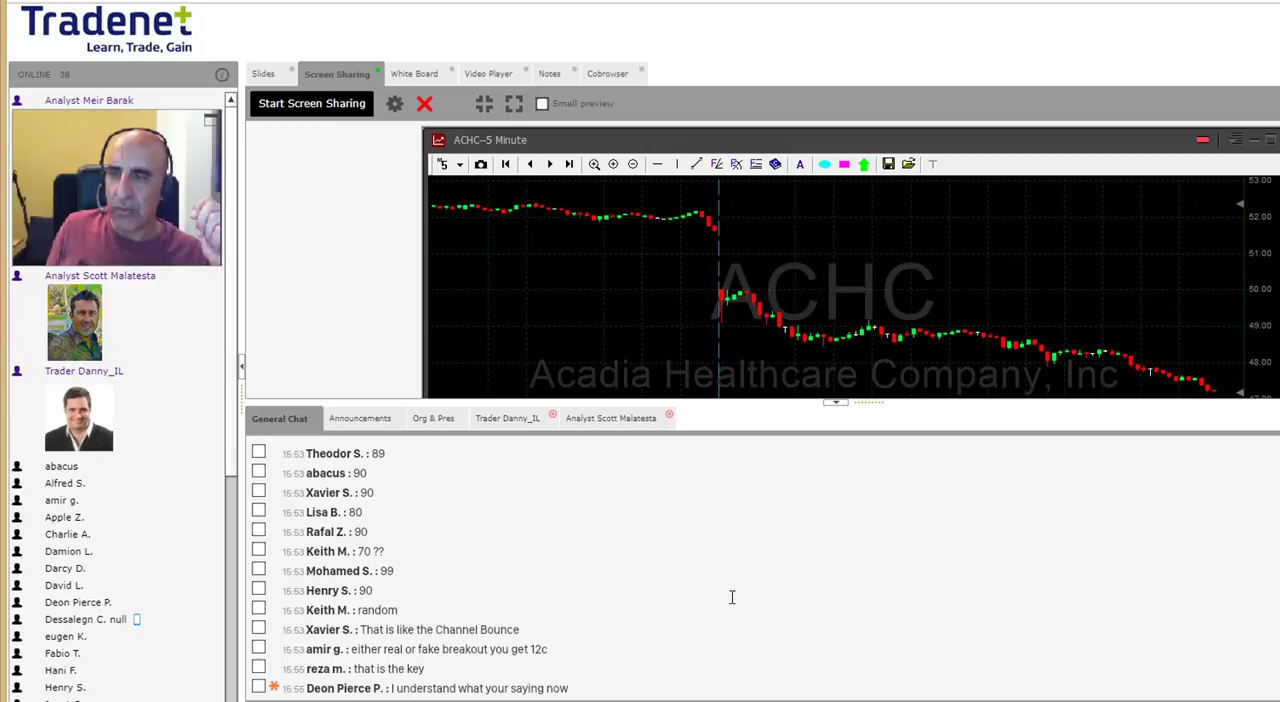 Tradenet
Learn, Trade, Gain
ONLINE 38
Analyst Meir Barak
Analyst Scott Malatesta
Trader Danny_IL
abacus
Alfred S.
amir g.
Apple Z.
Charlie A.
Damion L.
Darcy D.
David L.
Deon Pierce P.
Dessalegn C. null
eugen K.
Fabio T.
Hani F.
Henry S.
Slides
Screen Sharing
White Board
Video Player
Notes
Cobrowser
Start Screen Sharing
Small preview
ACHC--5 Minute
5
A
T
53.00
52.00
51.00
50.00
49.00
48.00
ACHC
Acadia Healthcare Company, Inc
General Chat
Announcements
Org & Pres
Trader Danny_IL
Analyst Scott Malatesta
15:53 Theodor S. : 89
15:53 abacus : 90
15:53 Xavier S. : 90
15:53 Lisa B. : 80
15:53 Rafal Z. : 90
15:53 Keith M. : 70 ??
15:53 Mohamed S. : 99
15:53 Henry S. : 90
15:53 Keith M. : random
15:53 Xavier S. : That is like the Channel Bounce
15:53 amir g. : either real or fake breakout you get 12c
15:55 reza m. : that is the key
15:55 Deon Pierce P. : I understand what your saying now